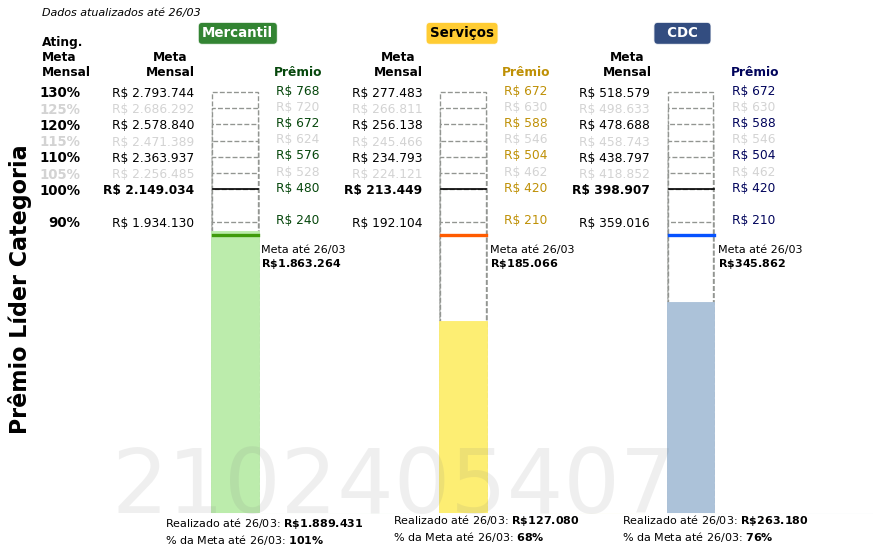 Dados atualizados até 26/03
Mercantil Serviços CDC
Ating.
Meta Meta Meta Meta
Mensal Mensal Prêmio Mensal Prêmio Mensal Prêmio
130% R$ 2.793.744 R$ 768 R$ 277.483 R$ 672 R$ 518.579 R$ 672
125% R$ 2.686.292 R$ 720 R$ 266.811 R$ 630 R$ 498.633 R$ 630
120% R$ 2.578.840 R$ 672 R$ 256.138 R$ 588 R$ 478.688 R$ 588
115% R$ 2.471.389 R$ 624 R$ 245.466 R$ 546 R$ 458.743 R$ 546
110% R$ 2.363.937 R$ 576 R$ 234.793 R$ 504 R$ 438.797 R$ 504
105% R$ 2.256.485 R$ 528 R$ 224.121 R$ 462 R$ 418.852 R$ 462
100% R$ 2.149.034 R$ 480 R$ 213.449 R$ 420 R$ 398.907 R$ 420
90% R$ 1.934.130 R$ 240 R$ 192.104 R$ 210 R$ 359.016 R$ 210
Meta até 26/03 Meta até 26/03 Meta até 26/03
R$1.863.264 R$185.066 R$345.862
Prêmio Líder Categoria
2102405407
Realizado até 26/03: R$1.889.431 Realizado até 26/03: R$127.080 Realizado até 26/03: R$263.180
% da Meta até 26/03: 101% % da Meta até 26/03: 68% % da Meta até 26/03: 76%